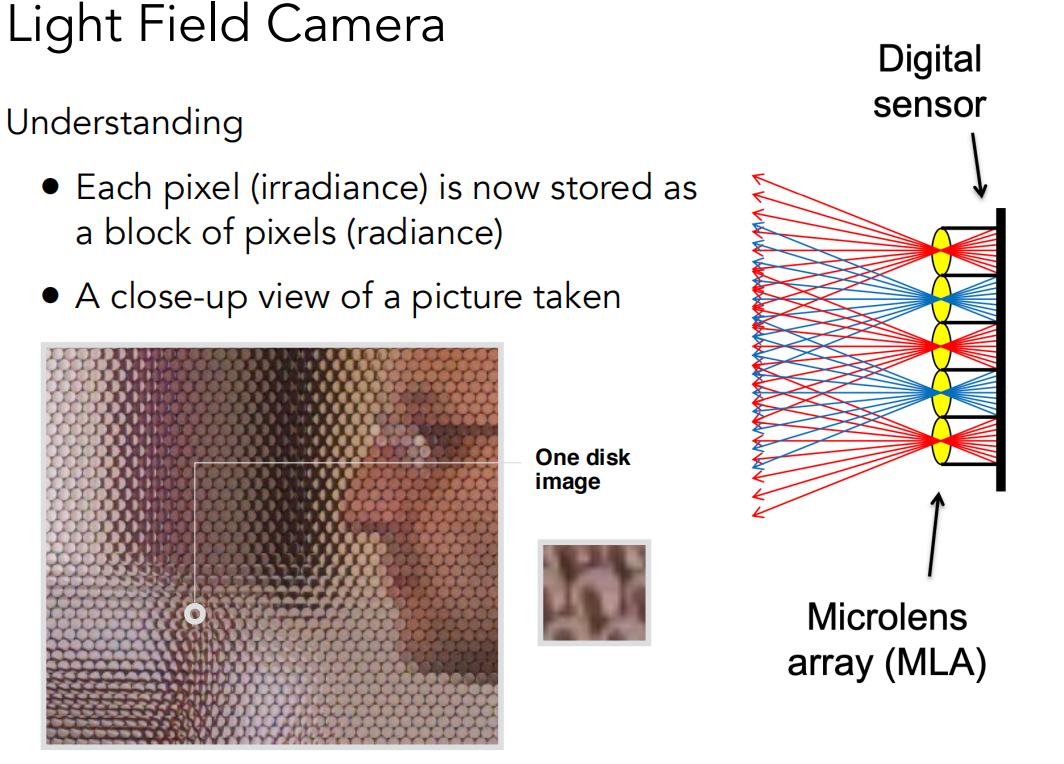 Light Field Camera
Digital
sensor
Understanding
● Each pixel (irradiance) is now stored as
a block of pixels (radiance)
● A close-up view of a picture taken
One disk
image
Microlens
array (MLA)